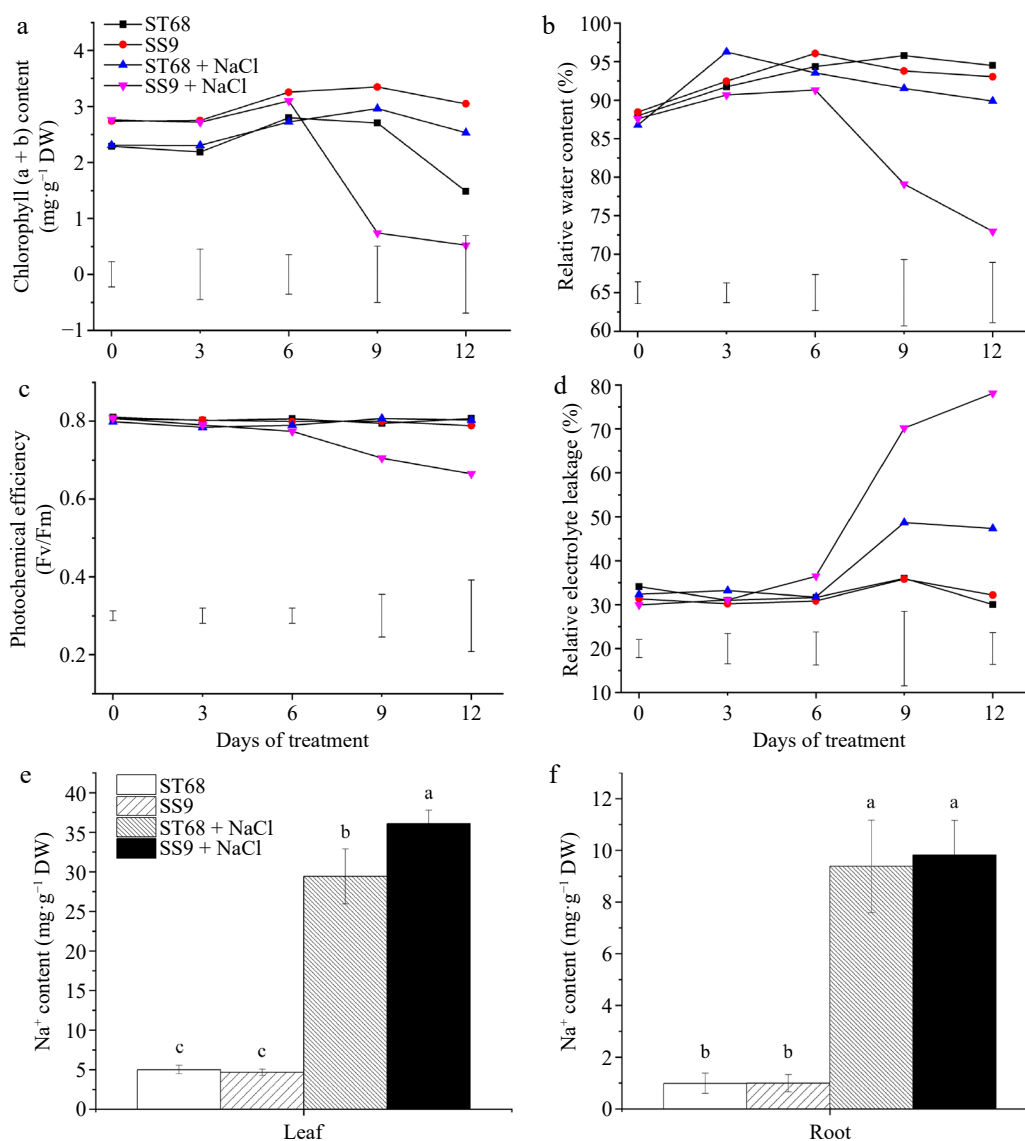 a
ST68
SS9
ST68 + NaCl
SS9 + NaCl
Chlorophyll (a + b) content
(mg·g⁻¹ DW)
4
3
2
1
0
−1
0 3 6 9 12
b
Relative water content (%)
100
95
90
85
80
75
70
65
60
0 3 6 9 12
c
Photochemical efficiency
(Fv/Fm)
0.8
0.6
0.4
0.2
0 3 6 9 12
Days of treatment
d
Relative electrolyte leakage (%)
80
70
60
50
40
30
20
10
0 3 6 9 12
Days of treatment
e
ST68
SS9
ST68 + NaCl
SS9 + NaCl
Na⁺ content (mg·g⁻¹ DW)
40
35
30
25
20
15
10
5
0
c c b a
Leaf
f
Na⁺ content (mg·g⁻¹ DW)
12
10
8
6
4
2
0
b b a a
Root